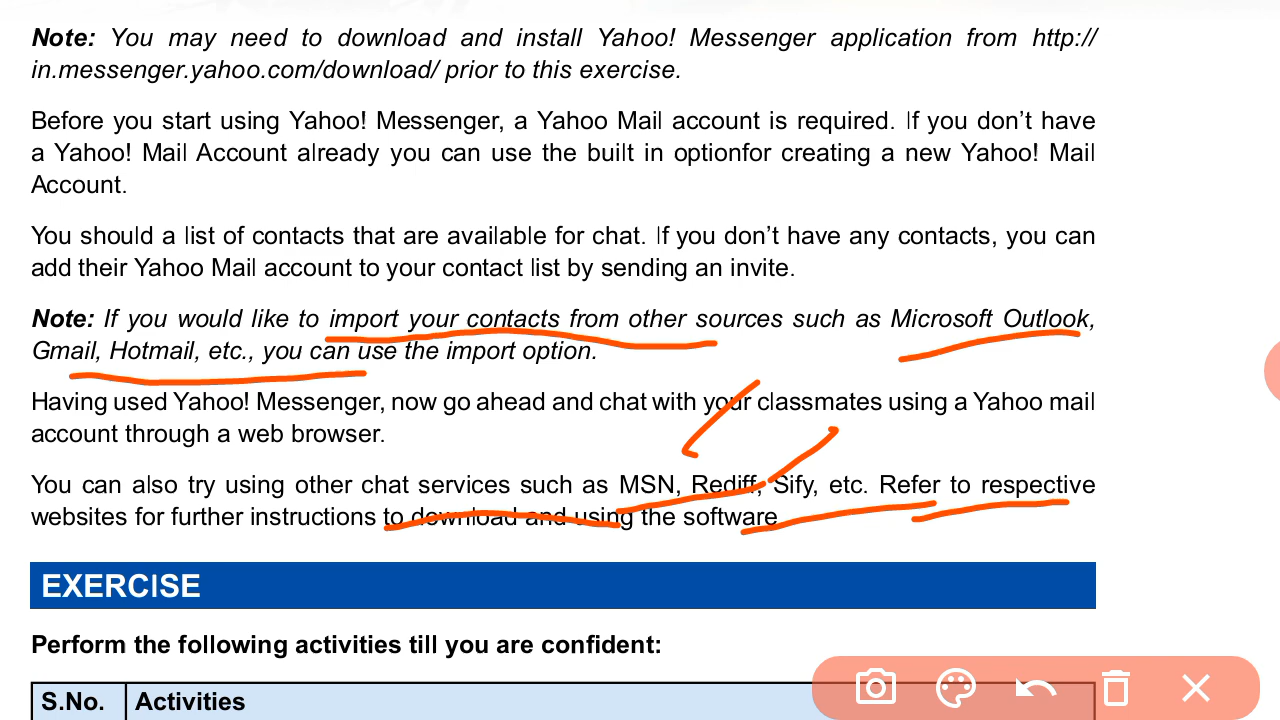 Note: You may need to download and install Yahoo! Messenger application from http://
in.messenger.yahoo.com/download/ prior to this exercise.
Before you start using Yahoo! Messenger, a Yahoo Mail account is required. If you don’t have
a Yahoo! Mail Account already you can use the built in optionfor creating a new Yahoo! Mail
Account.
You should a list of contacts that are available for chat. If you don’t have any contacts, you can
add their Yahoo Mail account to your contact list by sending an invite.
Note: If you would like to import your contacts from other sources such as Microsoft Outlook,
Gmail, Hotmail, etc., you can use the import option.
Having used Yahoo! Messenger, now go ahead and chat with your classmates using a Yahoo mail
account through a web browser.
You can also try using other chat services such as MSN, Rediff, Sify, etc. Refer to respective
websites for further instructions to download and using the software.
EXERCISE
Perform the following activities till you are confident:
S.No. Activities